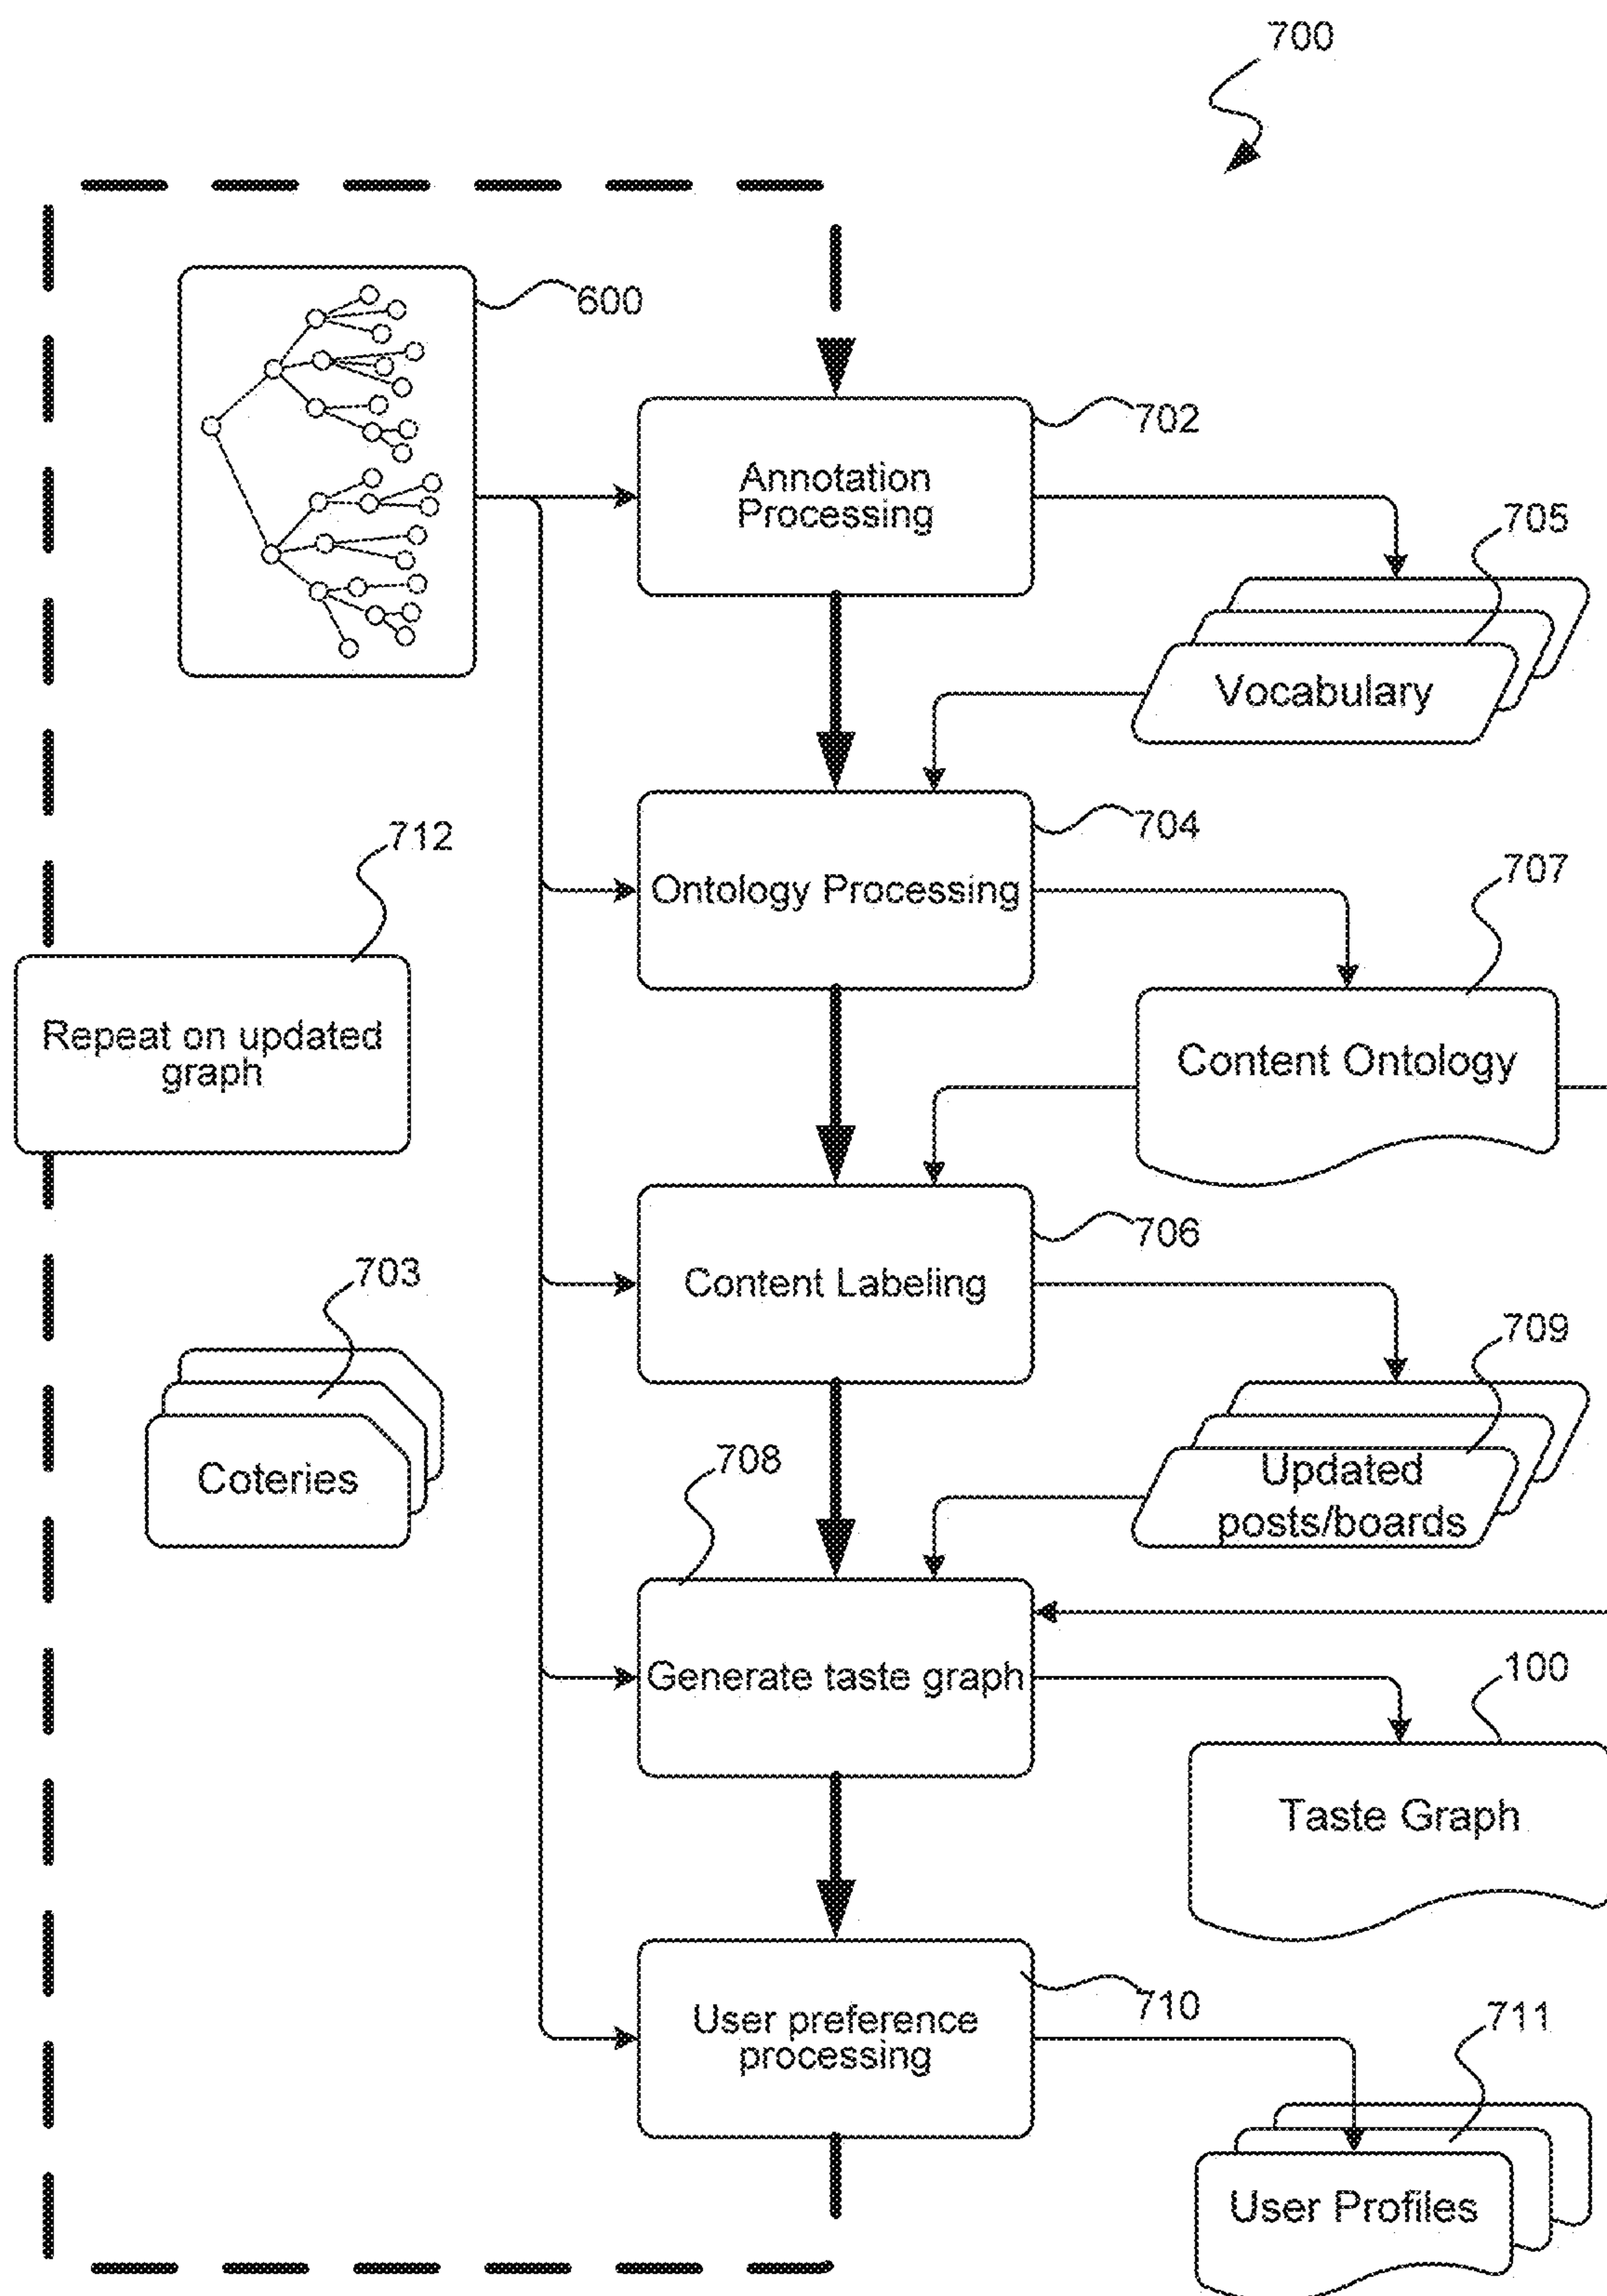 700
600
702
Annotation
Processing
705
Vocabulary
712
704
707
Ontology Processing
Repeat on updated
graph
Content Ontology
703
706
Content Labeling
709
Coteries
708
Updated
posts/boards
Generate taste graph
100
Taste Graph
710
User preference
processing
711
User Profiles